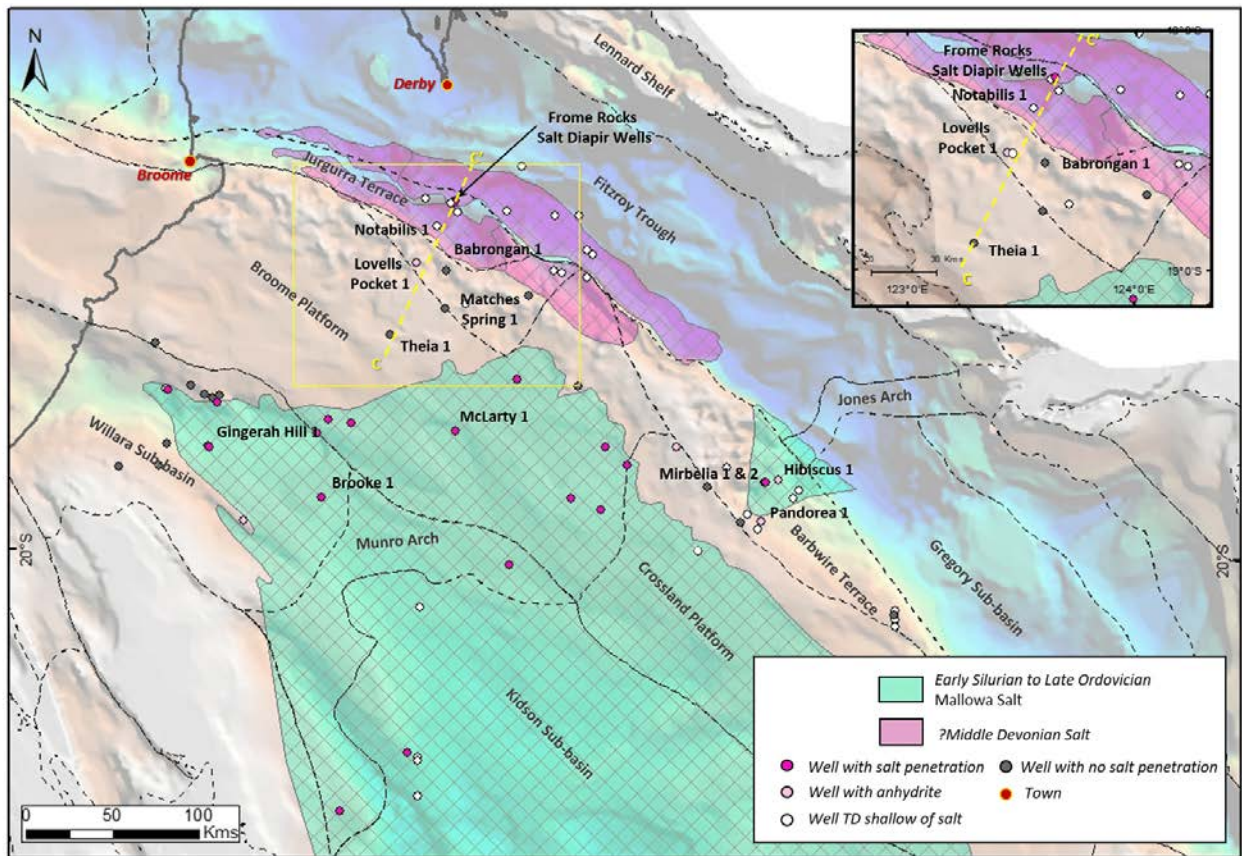 N
Derby
Lennard Shelf
Frome Rocks
Salt Diapir Wells
Broome
Jurgurra Terrace
C'
Fitzroy Trough
Notabilis 1
Babrongan 1
Lovells
Pocket 1
Broome Platform
Matches
Spring 1
Theia 1
C
Frome Rocks
Salt Diapir Wells
C'
Notabilis 1
Lovells
Pocket 1
Babrongan 1
Theia 1
30 Kms
19°0'S
C
123°0'E
124°0'E
Jones Arch
McLarty 1
Gingerah Hill 1
Willara Sub-basin
Mirbelia 1 & 2
Hibiscus 1
Brooke 1
Pandorea 1
Munro Arch
20°S
20°S
Crossland Platform
Barbwire Terrace
Gregory Sub-basin
Kidson Sub-basin
Early Silurian to Late Ordovician
Mallowa Salt
?Middle Devonian Salt
Well with salt penetration
Well with no salt penetration
Well with anhydrite
Town
Well TD shallow of salt
0 50 100
Kms